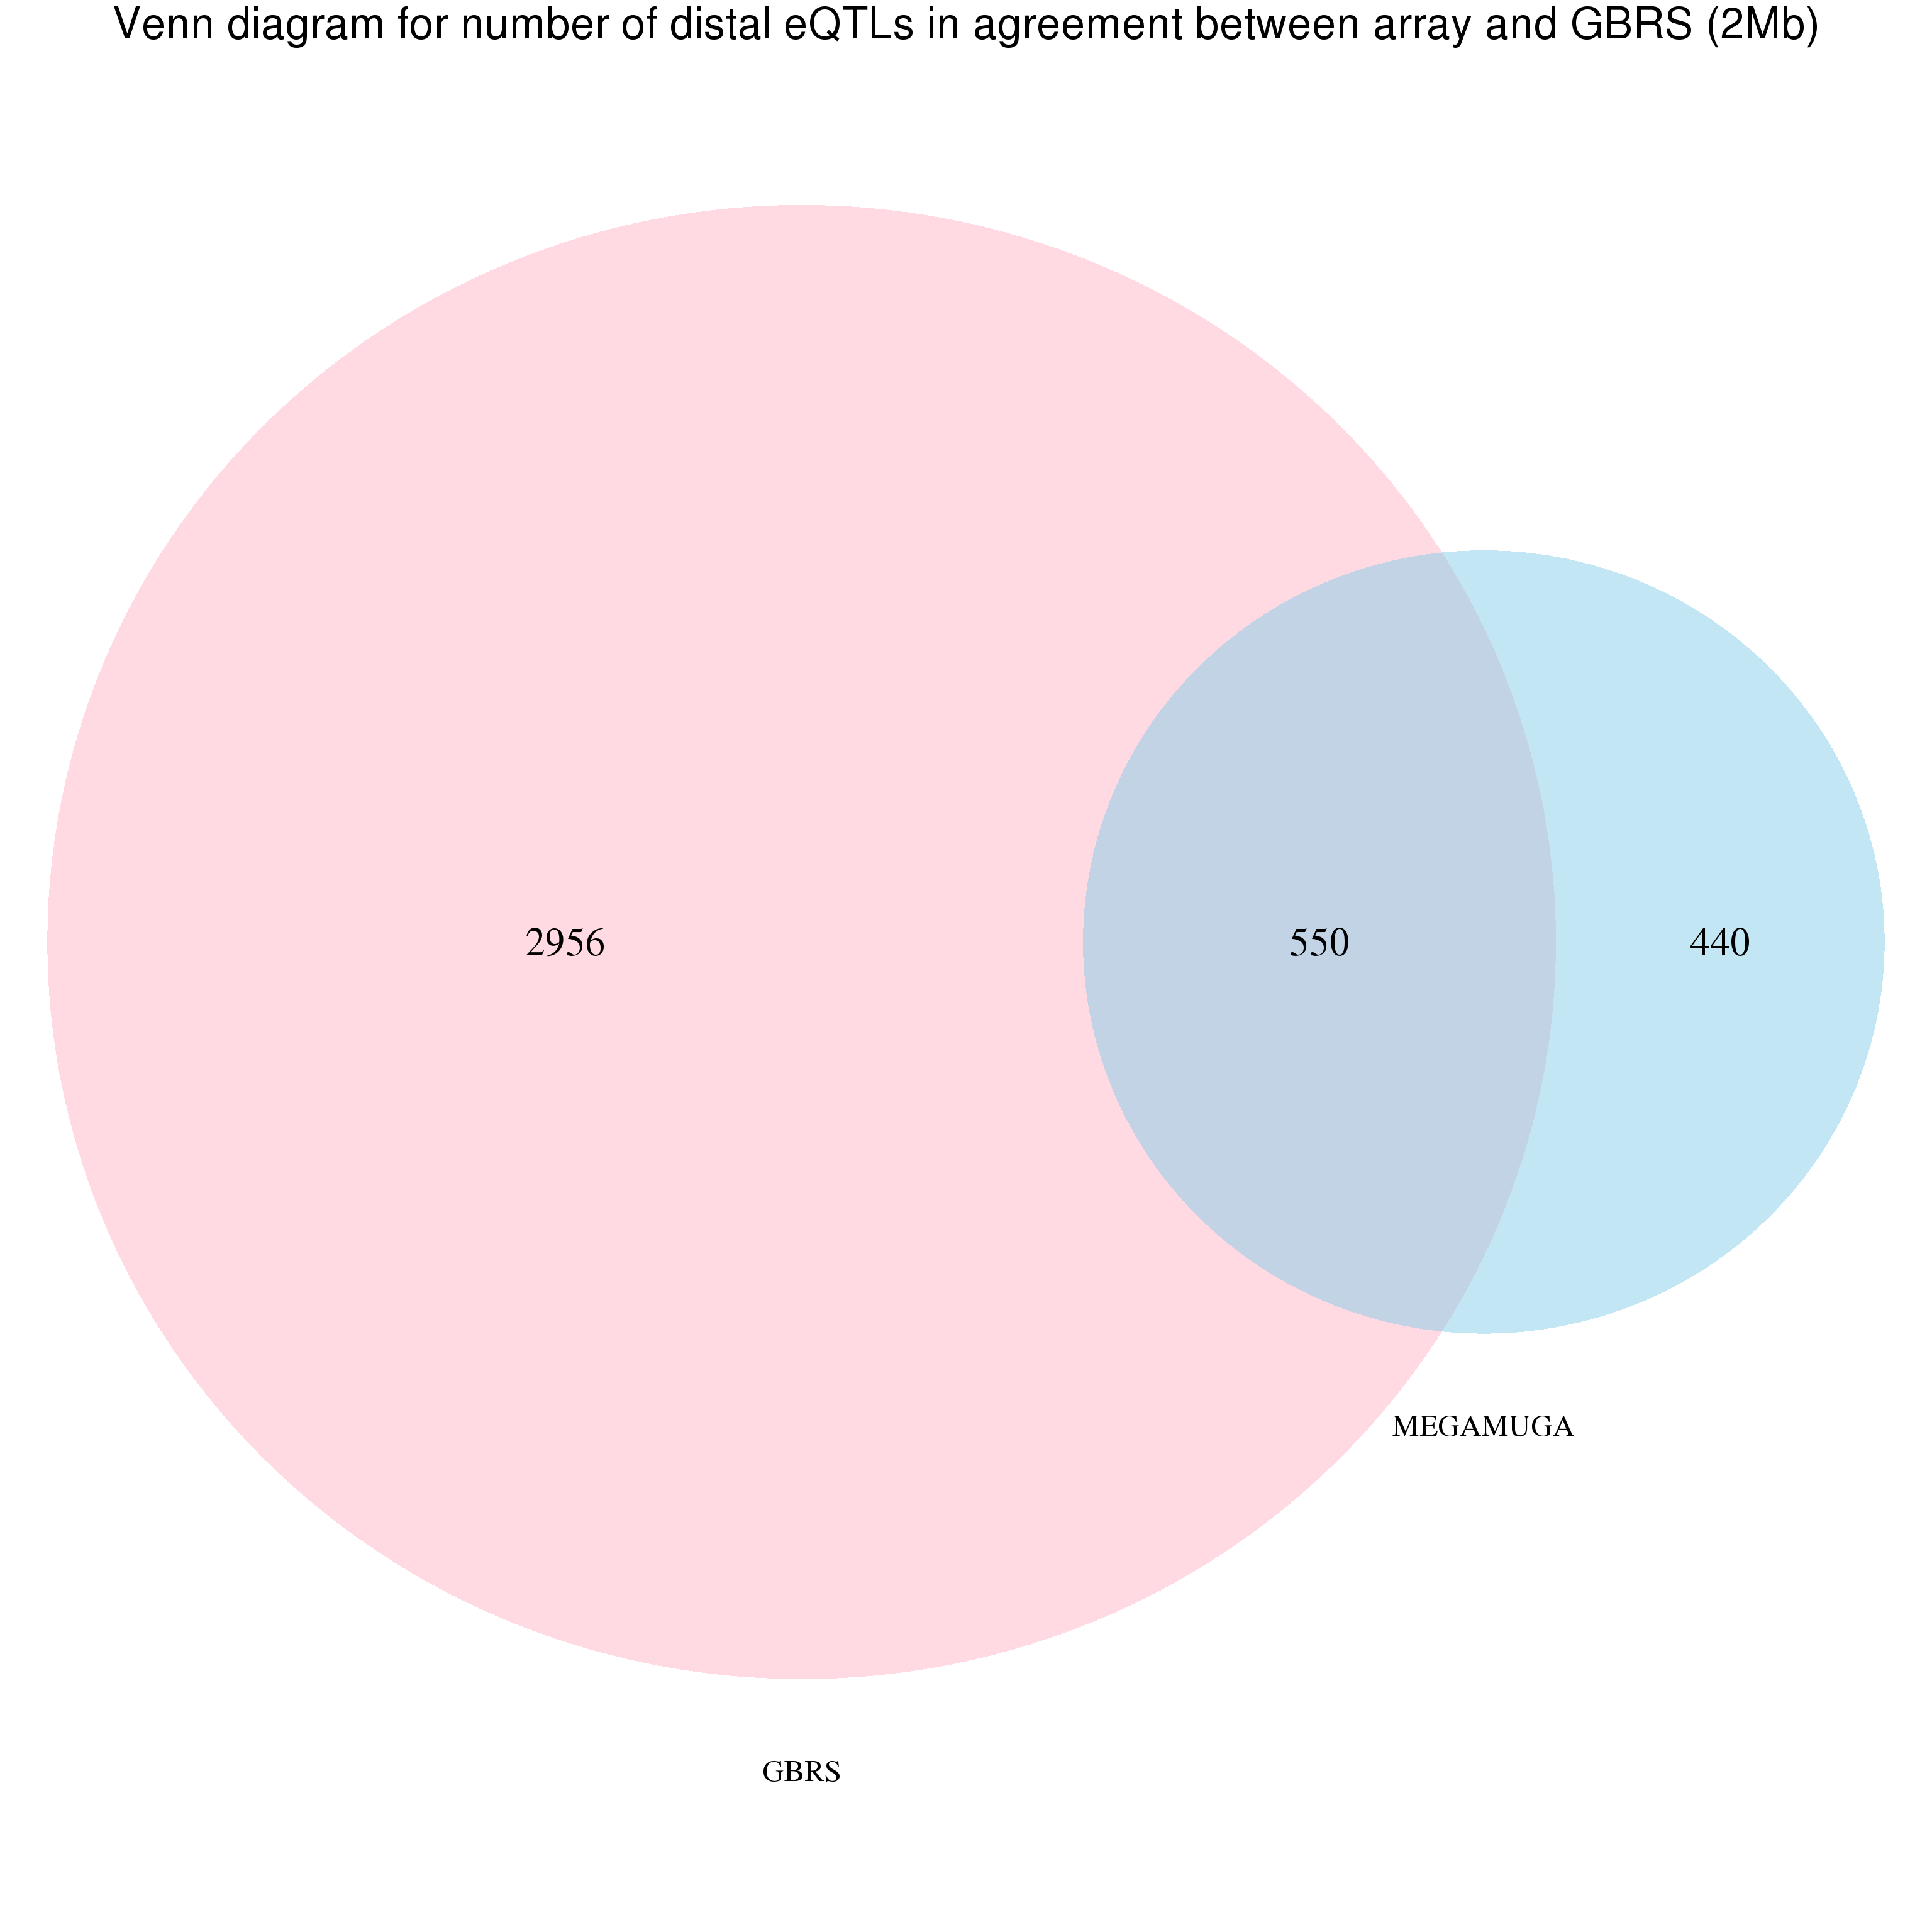 Venn diagram for number of distal eQTLs in agreement between array and GBRS (2Mb)
2956
550
440
MEGAMUGA
GBRS